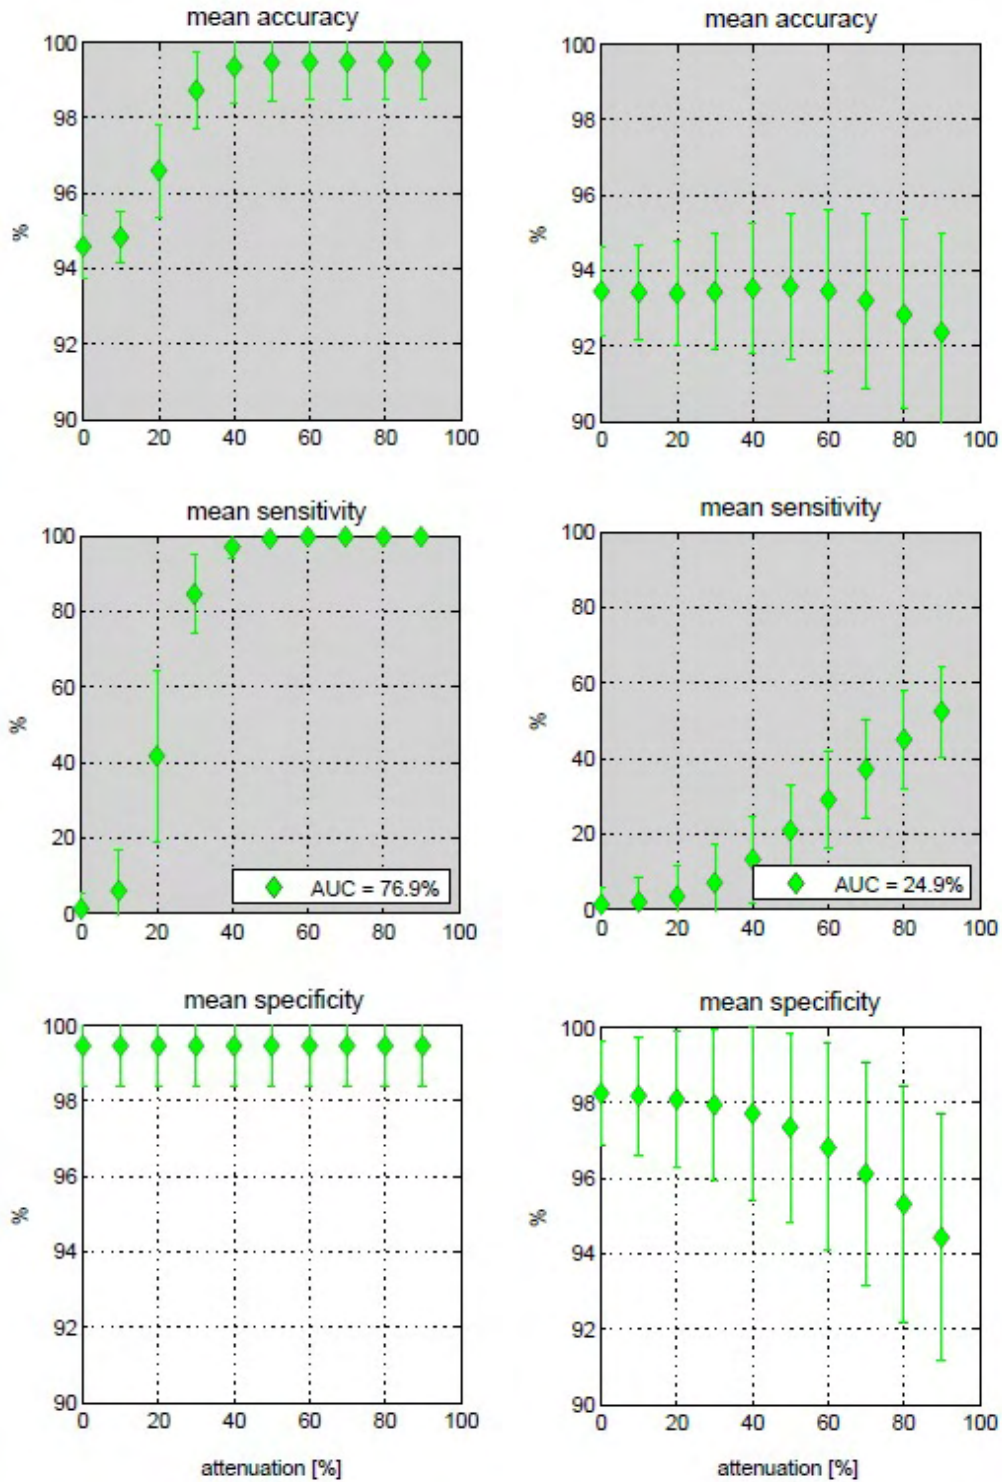 mean accuracy
100
98
96
94
92
90
%
0 20 40 60 80 100
mean accuracy
100
98
96
94
92
90
%
0 20 40 60 80 100
mean sensitivity
100
80
60
40
20
0
%
AUC = 76.9%
0 20 40 60 80 100
mean sensitivity
100
80
60
40
20
0
%
AUC = 24.9%
0 20 40 60 80 100
mean specificity
100
98
96
94
92
90
%
0 20 40 60 80 100
attenuation [%]
mean specificity
100
98
96
94
92
90
%
0 20 40 60 80 100
attenuation [%]